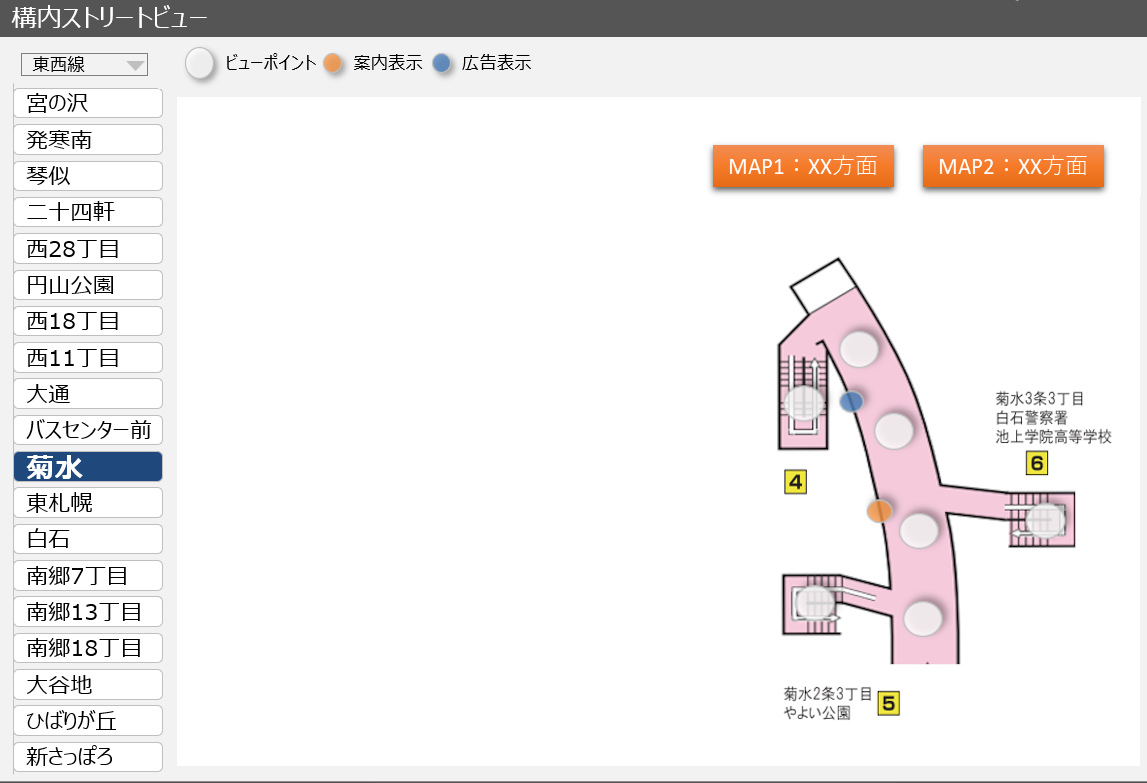 構内ストリートビュー
東西線
ビューポイント
案内表示
広告表示
宮の沢
発寒南
琴似
二十四軒
西28丁目
円山公園
西18丁目
西11丁目
大通
バスセンター前
菊水
東札幌
白石
南郷7丁目
南郷13丁目
南郷18丁目
大谷地
ひばりが丘
新さっぽろ
MAP1：XX方面
MAP2：XX方面
菊水3条3丁目
白石警察署
池上学院高等学校
6
4
菊水2条3丁目
やよい公園
5